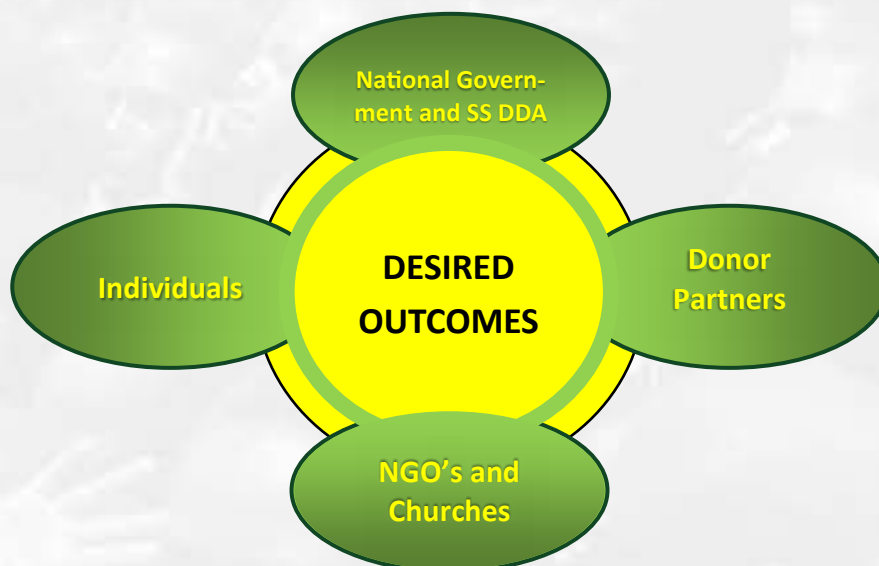 National Govern-
ment and SS DDA
Individuals
DESIRED
OUTCOMES
Donor
Partners
NGO's and
Churches